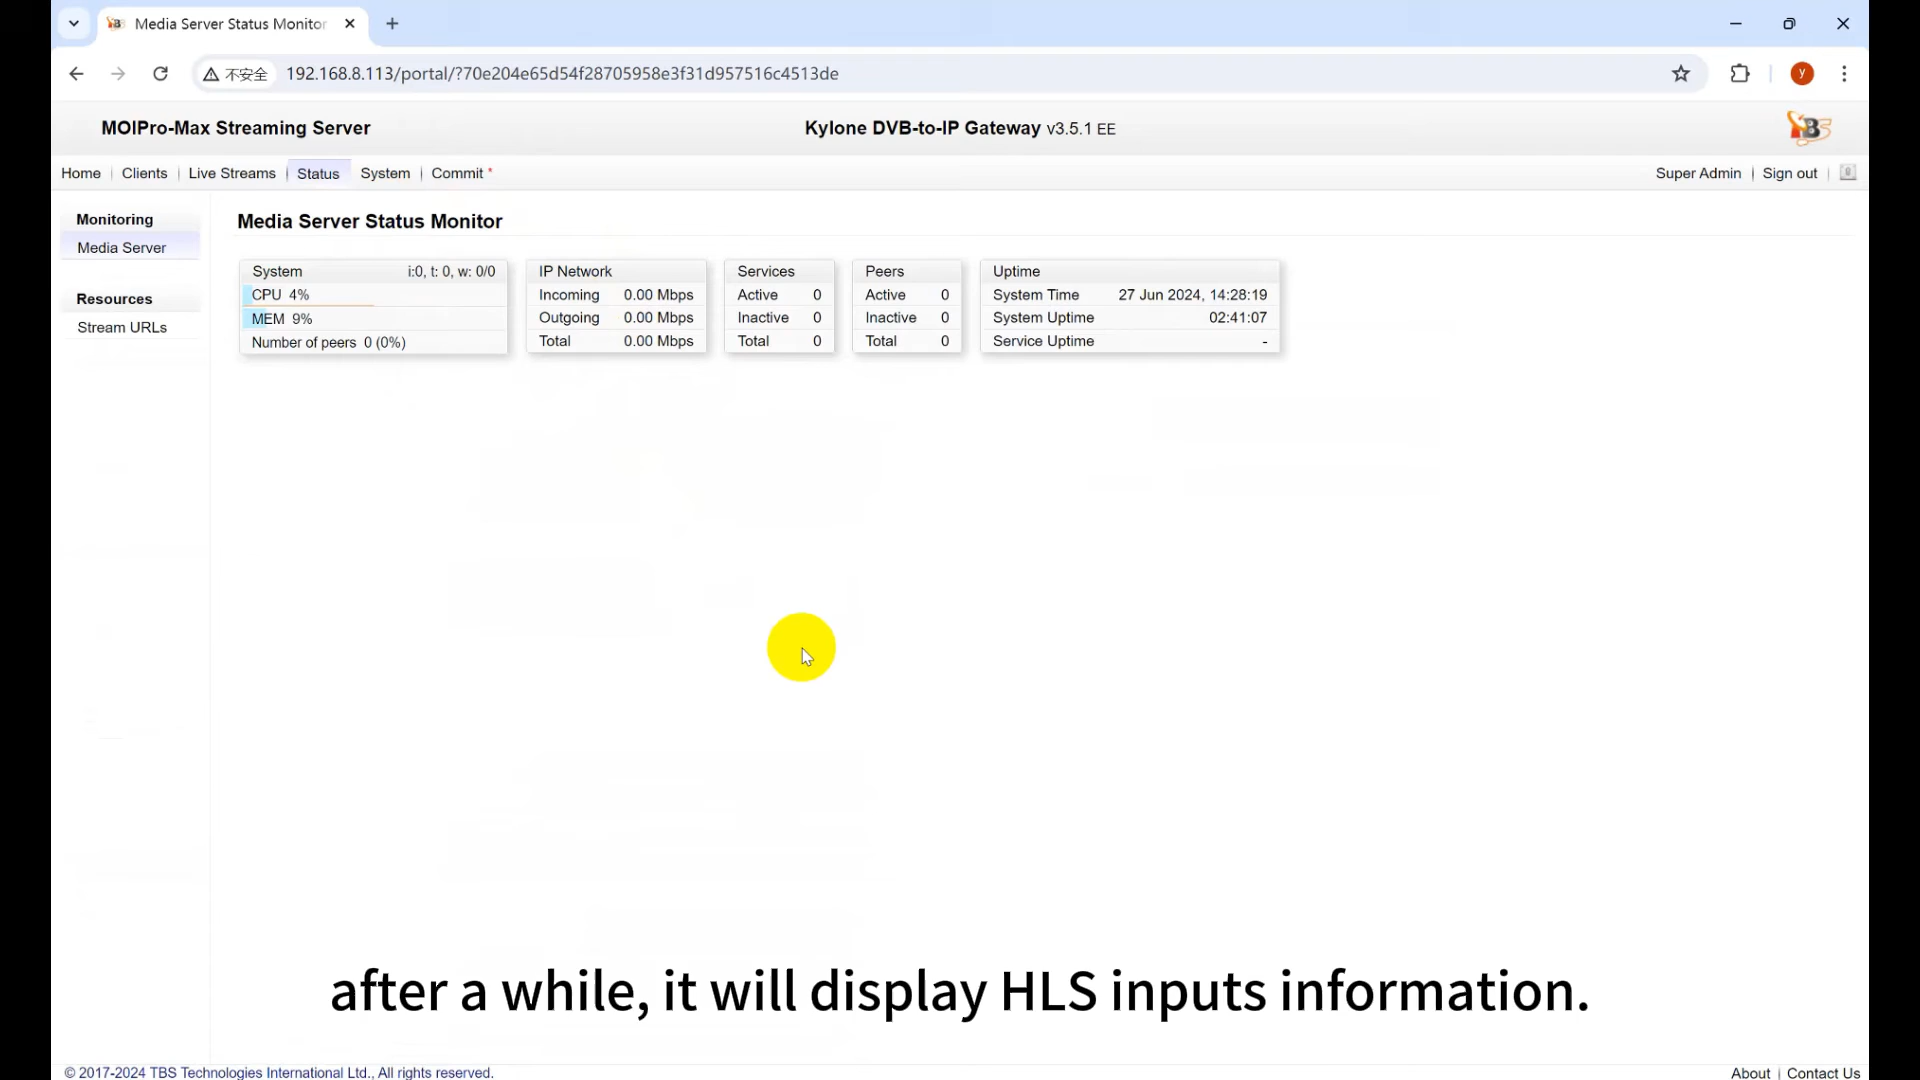 Media Server Status Monitor
不安全 192.168.8.113/portal/?70e204e65d54f28705958e3f31d957516c4513de
y
MOIPro-Max Streaming Server
Kylone DVB-to-IP Gateway v3.5.1 EE
TBS
Home | Clients | Live Streams | Status | System | Commit *
Super Admin | Sign out |
Monitoring
Media Server
Resources
Stream URLs
Media Server Status Monitor
System i:0, t: 0, w: 0/0
CPU 4%
MEM 9%
Number of peers 0 (0%)
IP Network
Incoming 0.00 Mbps
Outgoing 0.00 Mbps
Total 0.00 Mbps
Services
Active 0
Inactive 0
Total 0
Peers
Active 0
Inactive 0
Total 0
Uptime
System Time 27 Jun 2024, 14:28:19
System Uptime 02:41:07
Service Uptime -
after a while, it will display HLS inputs information.
© 2017-2024 TBS Technologies International Ltd., All rights reserved.
About | Contact Us